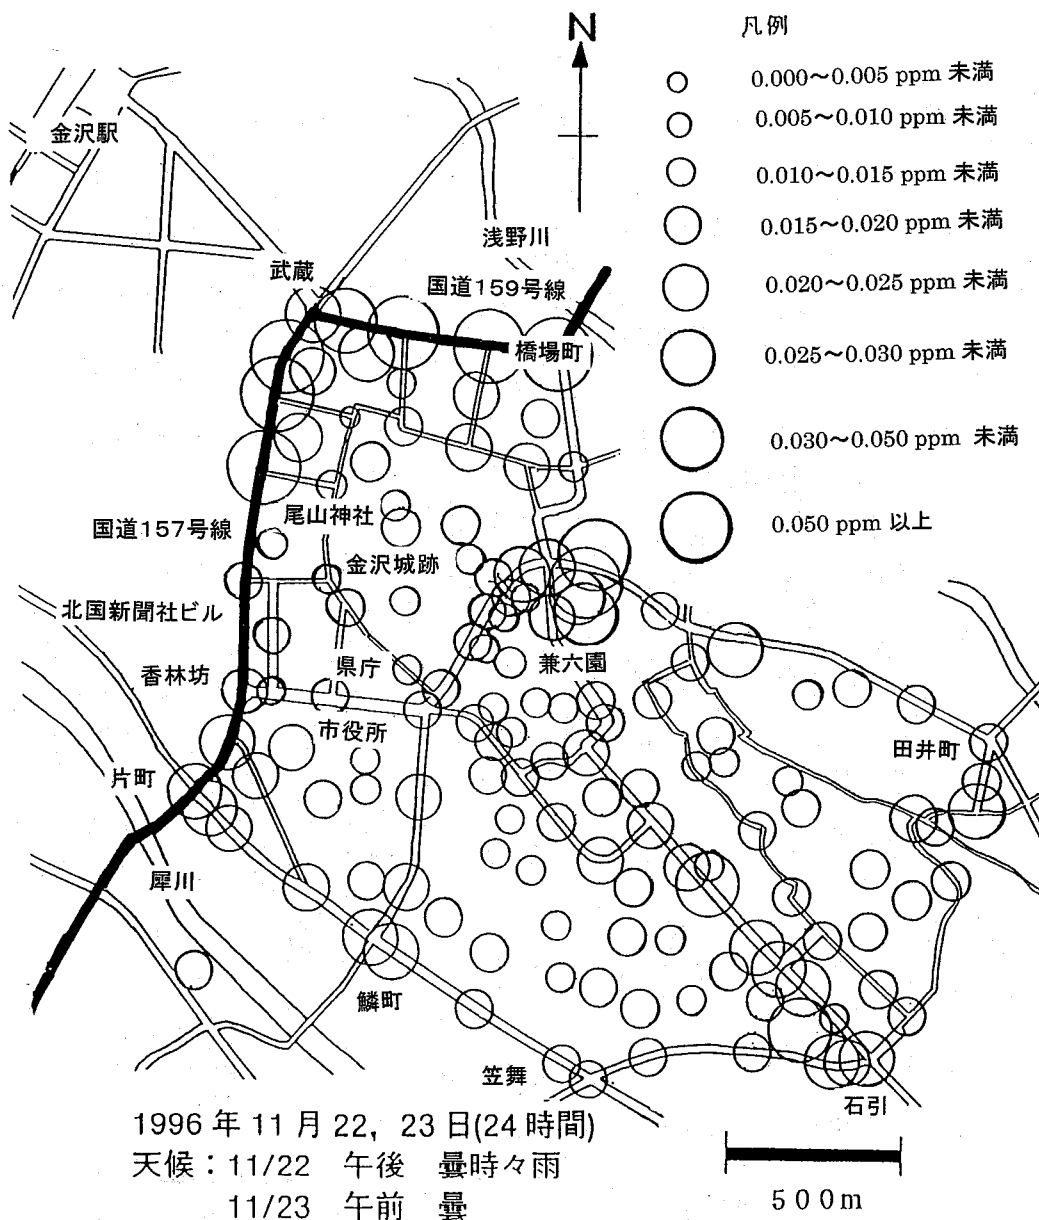 N
凡例
0.000～0.005 ppm 未満
0.005～0.010 ppm 未満
0.010～0.015 ppm 未満
0.015～0.020 ppm 未満
0.020～0.025 ppm 未満
0.025～0.030 ppm 未満
0.030～0.050 ppm 未満
0.050 ppm 以上
金沢駅
浅野川
武蔵
国道159号線
橋場町
尾山神社
国道157号線
金沢城跡
北国新聞社ビル
県庁
兼六園
香林坊
市役所
田井町
片町
犀川
鱗町
笠舞
石引
1996 年 11 月 22, 23 日(24 時間)
天候：11/22 午後 曇時々雨
11/23 午前 曇
500m